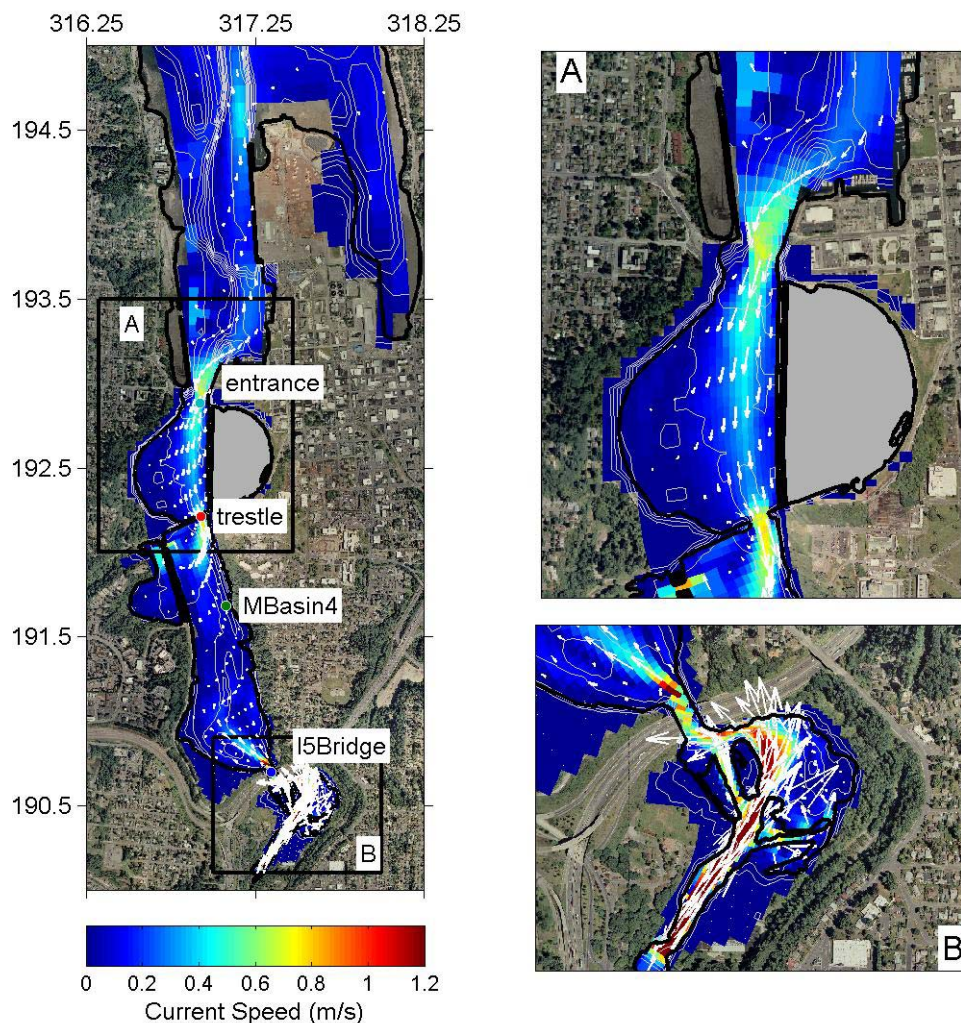 316.25 317.25 318.25
194.5
193.5
192.5
191.5
190.5
A
entrance
trestle
MBasin4
I5Bridge
B
0 0.2 0.4 0.6 0.8 1 1.2
Current Speed (m/s)
A
B